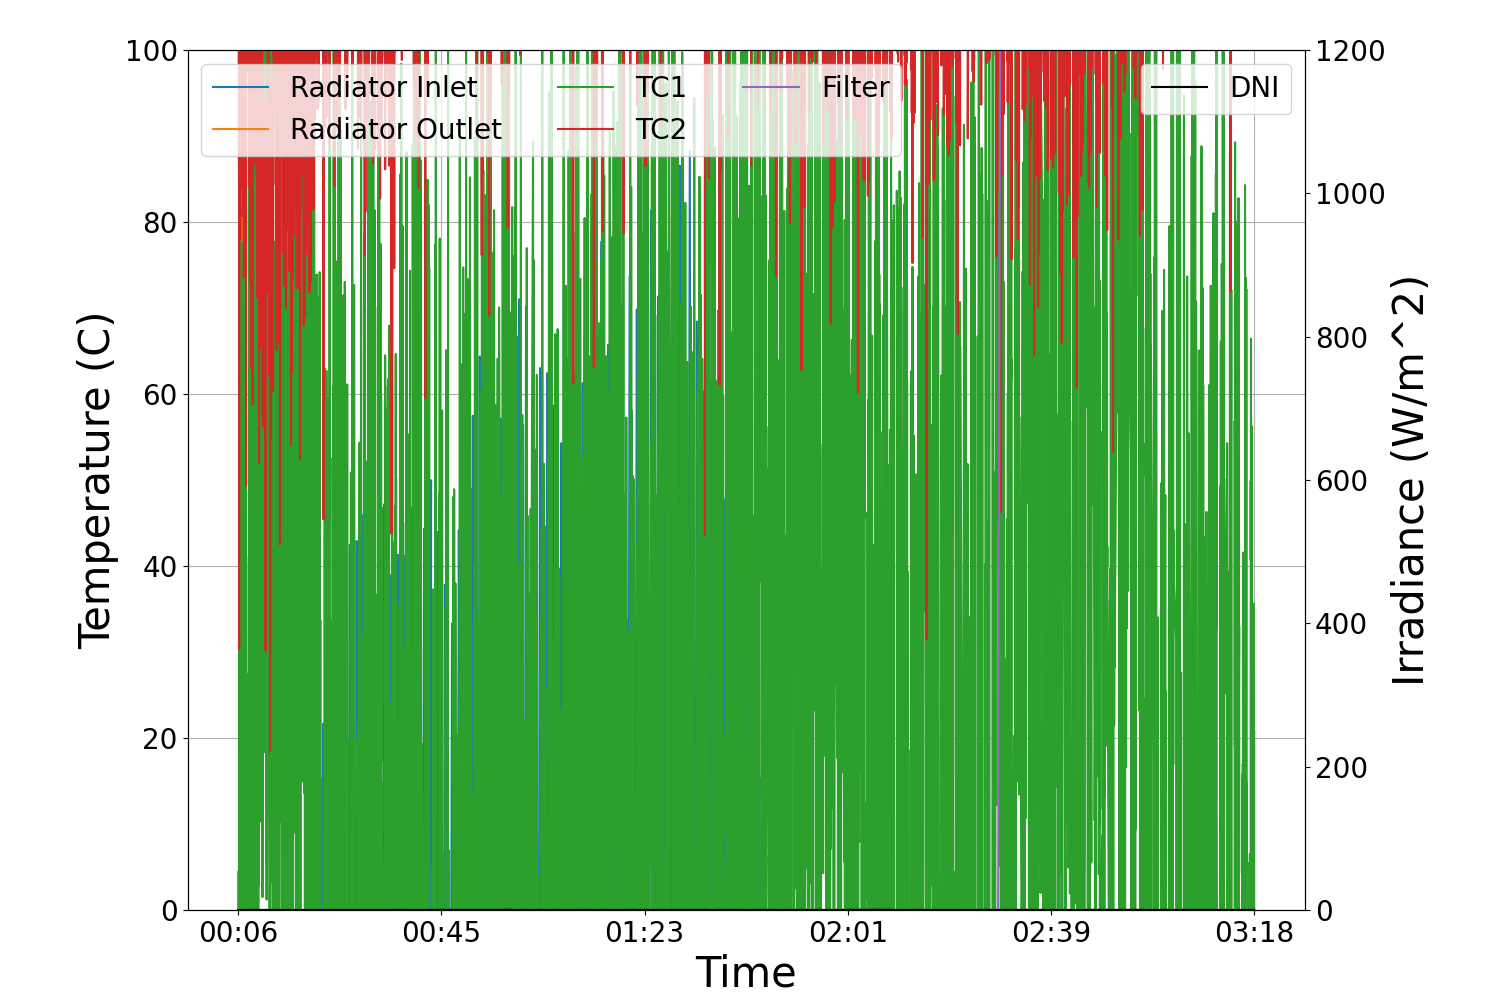 Radiator Inlet
Radiator Outlet
TC1
TC2
Filter
DNI
100
80
60
40
20
0
Temperature (C)
1200
1000
800
600
400
200
0
Irradiance (W/m^2)
00:06 00:45 01:23 02:01 02:39 03:18
Time